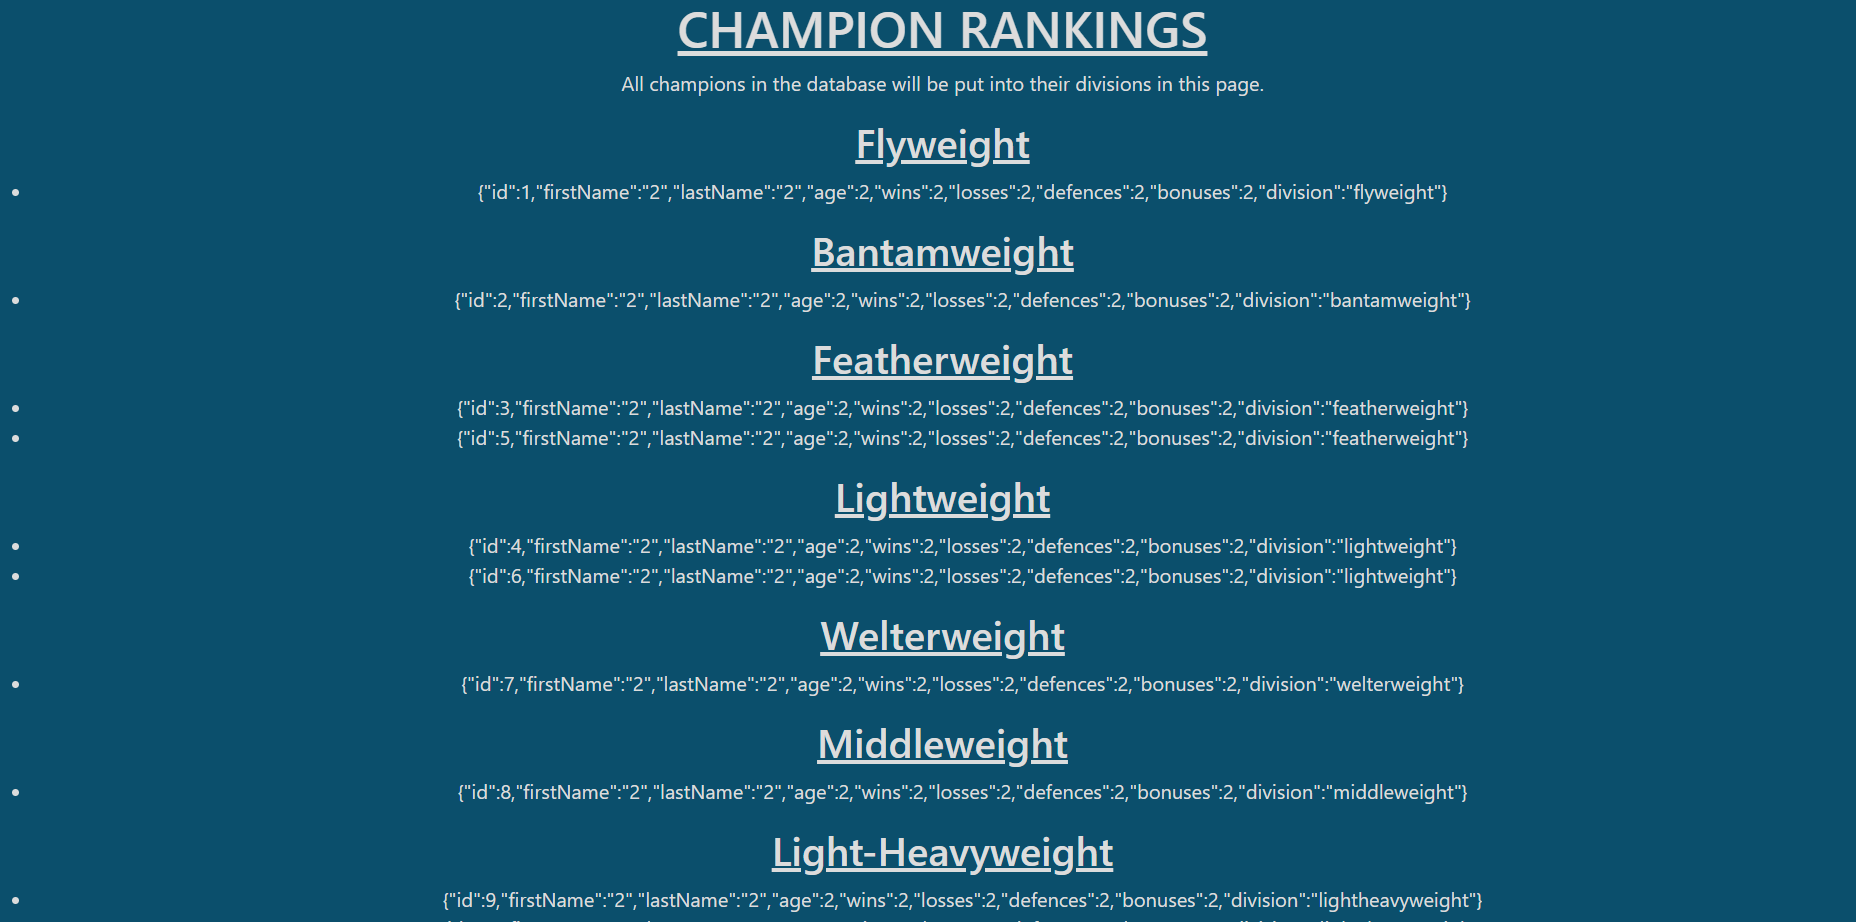 CHAMPION RANKINGS
All champions in the database will be put into their divisions in this page.
Flyweight
{"id":1,"firstName":"2","lastName":"2","age":2,"wins":2,"losses":2,"defences":2,"bonuses":2,"division":"flyweight"}
Bantamweight
{"id":2,"firstName":"2","lastName":"2","age":2,"wins":2,"losses":2,"defences":2,"bonuses":2,"division":"bantamweight"}
Featherweight
{"id":3,"firstName":"2","lastName":"2","age":2,"wins":2,"losses":2,"defences":2,"bonuses":2,"division":"featherweight"}
{"id":5,"firstName":"2","lastName":"2","age":2,"wins":2,"losses":2,"defences":2,"bonuses":2,"division":"featherweight"}
Lightweight
{"id":4,"firstName":"2","lastName":"2","age":2,"wins":2,"losses":2,"defences":2,"bonuses":2,"division":"lightweight"}
{"id":6,"firstName":"2","lastName":"2","age":2,"wins":2,"losses":2,"defences":2,"bonuses":2,"division":"lightweight"}
Welterweight
{"id":7,"firstName":"2","lastName":"2","age":2,"wins":2,"losses":2,"defences":2,"bonuses":2,"division":"welterweight"}
Middleweight
{"id":8,"firstName":"2","lastName":"2","age":2,"wins":2,"losses":2,"defences":2,"bonuses":2,"division":"middleweight"}
Light-Heavyweight
{"id":9,"firstName":"2","lastName":"2","age":2,"wins":2,"losses":2,"defences":2,"bonuses":2,"division":"lightheavyweight"}